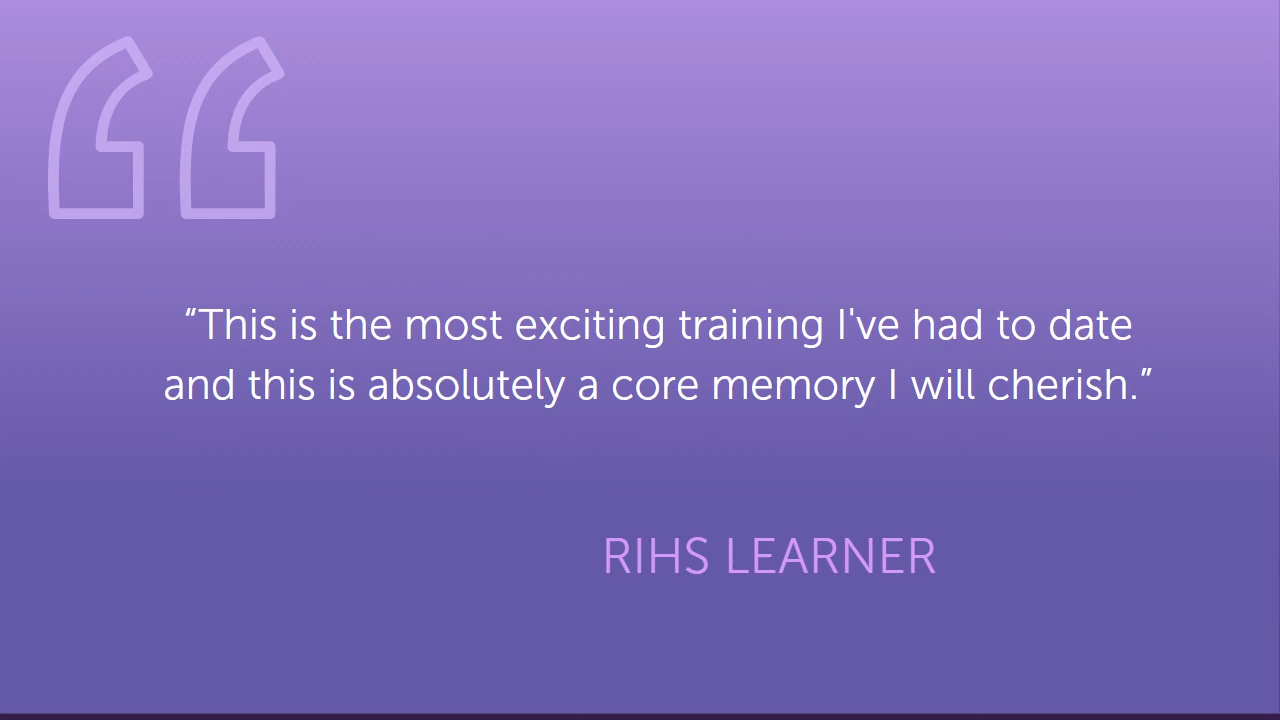 “This is the most exciting training I've had to date
and this is absolutely a core memory I will cherish.”
RIHS LEARNER